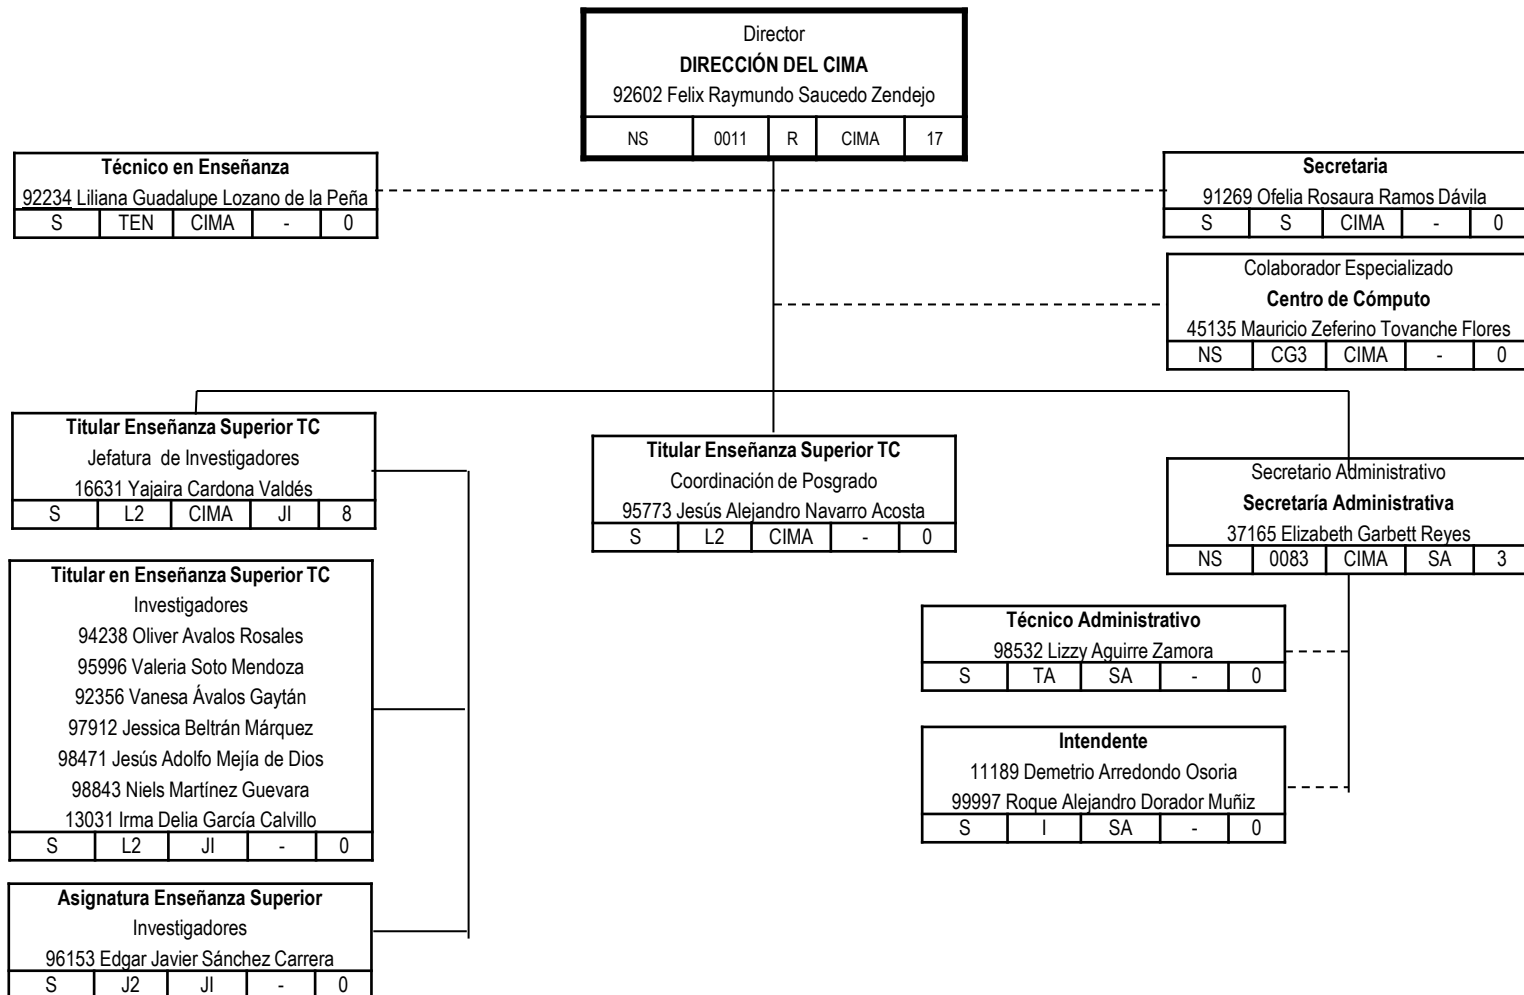 Director
DIRECCIÓN DEL CIMA
92602 Felix Raymundo Saucedo Zendejo
NS 0011 R CIMA 17
Técnico en Enseñanza
92234 Liliana Guadalupe Lozano de la Peña
S TEN CIMA - 0
Secretaria
91269 Ofelia Rosaura Ramos Dávila
S S CIMA - 0
Colaborador Especializado
Centro de Cómputo
45135 Mauricio Zeferino Tovanche Flores
NS CG3 CIMA - 0
Titular Enseñanza Superior TC
Jefatura de Investigadores
16631 Yajaira Cardona Valdés
S L2 CIMA JI 8
Titular Enseñanza Superior TC
Coordinación de Posgrado
95773 Jesús Alejandro Navarro Acosta
S L2 CIMA - 0
Secretario Administrativo
Secretaría Administrativa
37165 Elizabeth Garbett Reyes
NS 0083 CIMA SA 3
Titular en Enseñanza Superior TC
Investigadores
94238 Oliver Avalos Rosales
95996 Valeria Soto Mendoza
92356 Vanesa Ávalos Gaytán
97912 Jessica Beltrán Márquez
98471 Jesús Adolfo Mejía de Dios
98843 Niels Martínez Guevara
13031 Irma Delia García Calvillo
S L2 JI - 0
Técnico Administrativo
98532 Lizzy Aguirre Zamora
S TA SA - 0
Intendente
11189 Demetrio Arredondo Osoria
99997 Roque Alejandro Dorador Muñiz
S I SA - 0
Asignatura Enseñanza Superior
Investigadores
96153 Edgar Javier Sánchez Carrera
S J2 JI - 0